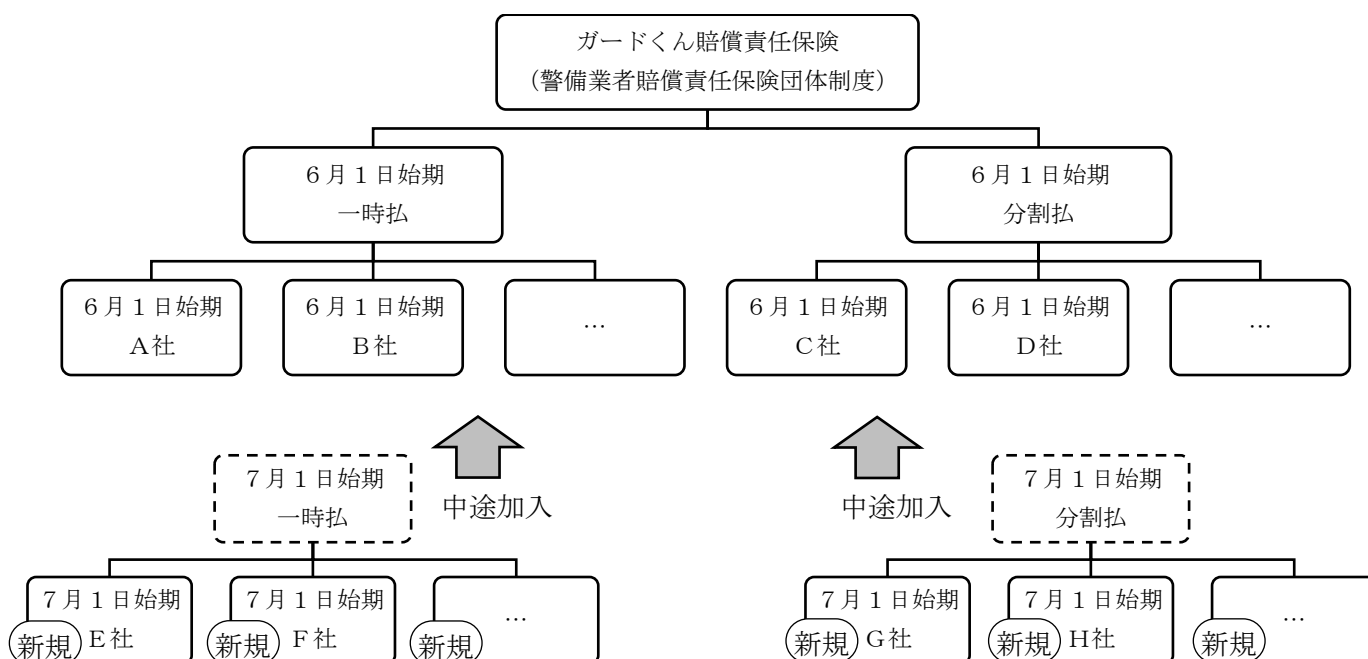 ガードくん賠償責任保険
（警備業者賠償責任保険団体制度）
６月１日始期
一時払
６月１日始期
分割払
６月１日始期
Ａ社
６月１日始期
Ｂ社
…
６月１日始期
Ｃ社
６月１日始期
Ｄ社
…
７月１日始期
一時払
中途加入
中途加入
７月１日始期
分割払
７月１日始期
新規 Ｅ社
７月１日始期
新規 Ｆ社
…
新規
７月１日始期
新規 Ｇ社
７月１日始期
新規 Ｈ社
…
新規